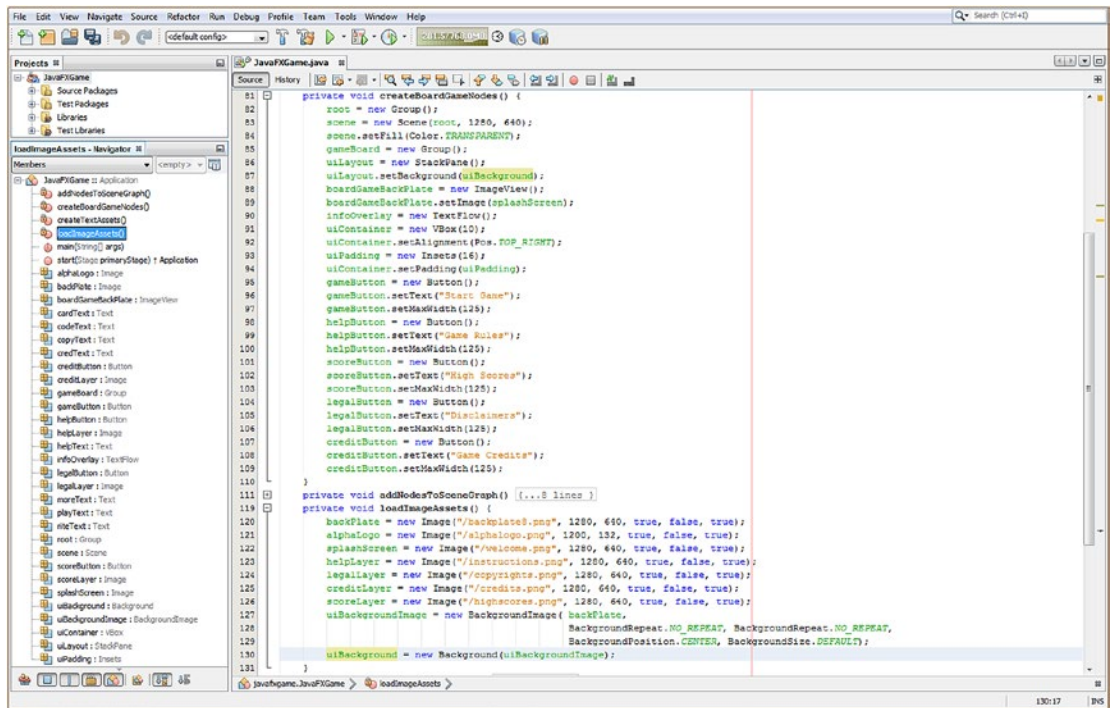 File Edit View Navigate Source Refactor Run Debug Profile Team Tools Window Help
Search (Ctrl+I)
<default config>
Projects
JavaFXGame
Source Packages
Test Packages
Libraries
Test Libraries
loadImageAssets - Navigator
Members <empty>
JavaFXGame :: Application
addNodesToSceneGraph()
createBoardGameNodes()
createTextAssets()
loadImageAssets()
main(String[] args)
start(Stage primaryStage) ↑ Application
alphaLogo : Image
backPlate : Image
boardGameBackPlate : ImageView
cardText : Text
codeText : Text
copyText : Text
credText : Text
creditButton : Button
creditLayer : Image
gameBoard : Group
gameButton : Button
helpButton : Button
helpLayer : Image
helpText : Text
infoOverlay : TextFlow
legalButton : Button
legalLayer : Image
moreText : Text
playText : Text
riteText : Text
root : Group
scene : Scene
scoreButton : Button
scoreLayer : Image
splashScreen : Image
uiBackground : Background
uiBackgroundImage : BackgroundImage
uiContainer : VBox
uiLayout : StackPane
uiPadding : Insets
JavaFXGame.java
Source History
81 private void createBoardGameNodes() {
82 root = new Group();
83 scene = new Scene(root, 1280, 640);
84 scene.setFill(Color.TRANSPARENT);
85 gameBoard = new Group();
86 uiLayout = new StackPane();
87 uiLayout.setBackground(uiBackground);
88 boardGameBackPlate = new ImageView();
89 boardGameBackPlate.setImage(splashScreen);
90 infoOverlay = new TextFlow();
91 uiContainer = new VBox(10);
92 uiContainer.setAlignment(Pos.TOP_RIGHT);
93 uiPadding = new Insets(16);
94 uiContainer.setPadding(uiPadding);
95 gameButton = new Button();
96 gameButton.setText("Start Game");
97 gameButton.setMaxWidth(125);
98 helpButton = new Button();
99 helpButton.setText("Game Rules");
100 helpButton.setMaxWidth(125);
101 scoreButton = new Button();
102 scoreButton.setText("High Scores");
103 scoreButton.setMaxWidth(125);
104 legalButton = new Button();
105 legalButton.setText("Disclaimers");
106 legalButton.setMaxWidth(125);
107 creditButton = new Button();
108 creditButton.setText("Game Credits");
109 creditButton.setMaxWidth(125);
110 }
111 private void addNodesToSceneGraph() {...8 lines }
119 private void loadImageAssets() {
120 backPlate = new Image("/backplate8.png", 1280, 640, true, false, true);
121 alphaLogo = new Image("/alphalogo.png", 1200, 132, true, false, true);
122 splashScreen = new Image("/welcome.png", 1280, 640, true, false, true);
123 helpLayer = new Image("/instructions.png", 1280, 640, true, false, true);
124 legalLayer = new Image("/copyrights.png", 1280, 640, true, false, true);
125 creditLayer = new Image("/credits.png", 1280, 640, true, false, true);
126 scoreLayer = new Image("/highscores.png", 1280, 640, true, false, true);
127 uiBackgroundImage = new BackgroundImage( backPlate,
128 BackgroundRepeat.NO_REPEAT, BackgroundRepeat.NO_REPEAT,
129 BackgroundPosition.CENTER, BackgroundSize.DEFAULT);
130 uiBackground = new Background(uiBackgroundImage);
131 }
javafxgame.JavaFXGame
loadImageAssets
130:17 INS